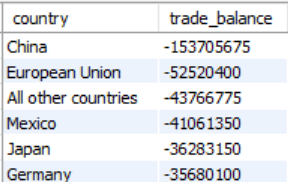 country trade_balance
China -153705675
European Union -52520400
All other countries -43766775
Mexico -41061350
Japan -36283150
Germany -35680100